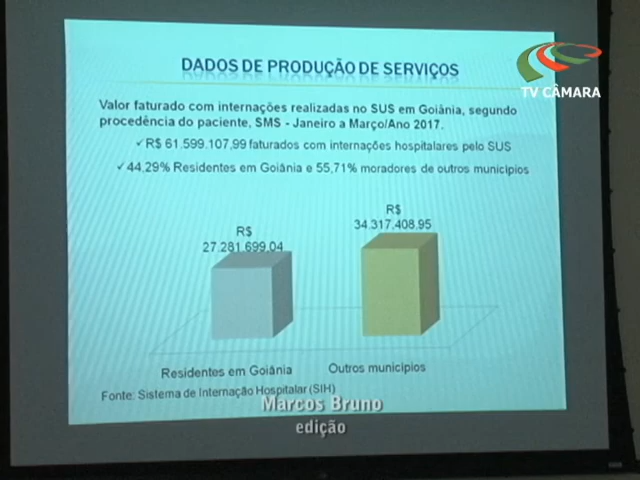 DADOS DE PRODUÇÃO DE SERVIÇOS
TV CÂMARA
Valor faturado com internações realizadas no SUS em Goiânia, segundo
procedência do paciente, SMS - Janeiro a Março/Ano 2017.
✓R$ 61.599.107,99 faturados com internações hospitalares pelo SUS
✓44,29% Residentes em Goiânia e 55,71% moradores de outros municípios
R$
34.317.408,95
R$
27.281.699,04
Residentes em Goiânia
Outros municípios
Fonte: Sistema de Internação Hospitalar (SIH)
Marcos Bruno
edição